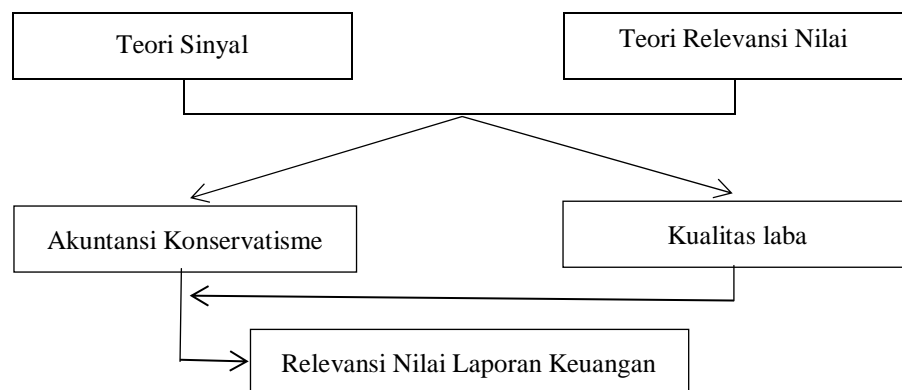 Teori Sinyal
Teori Relevansi Nilai
Akuntansi Konservatisme
Kualitas laba
Relevansi Nilai Laporan Keuangan